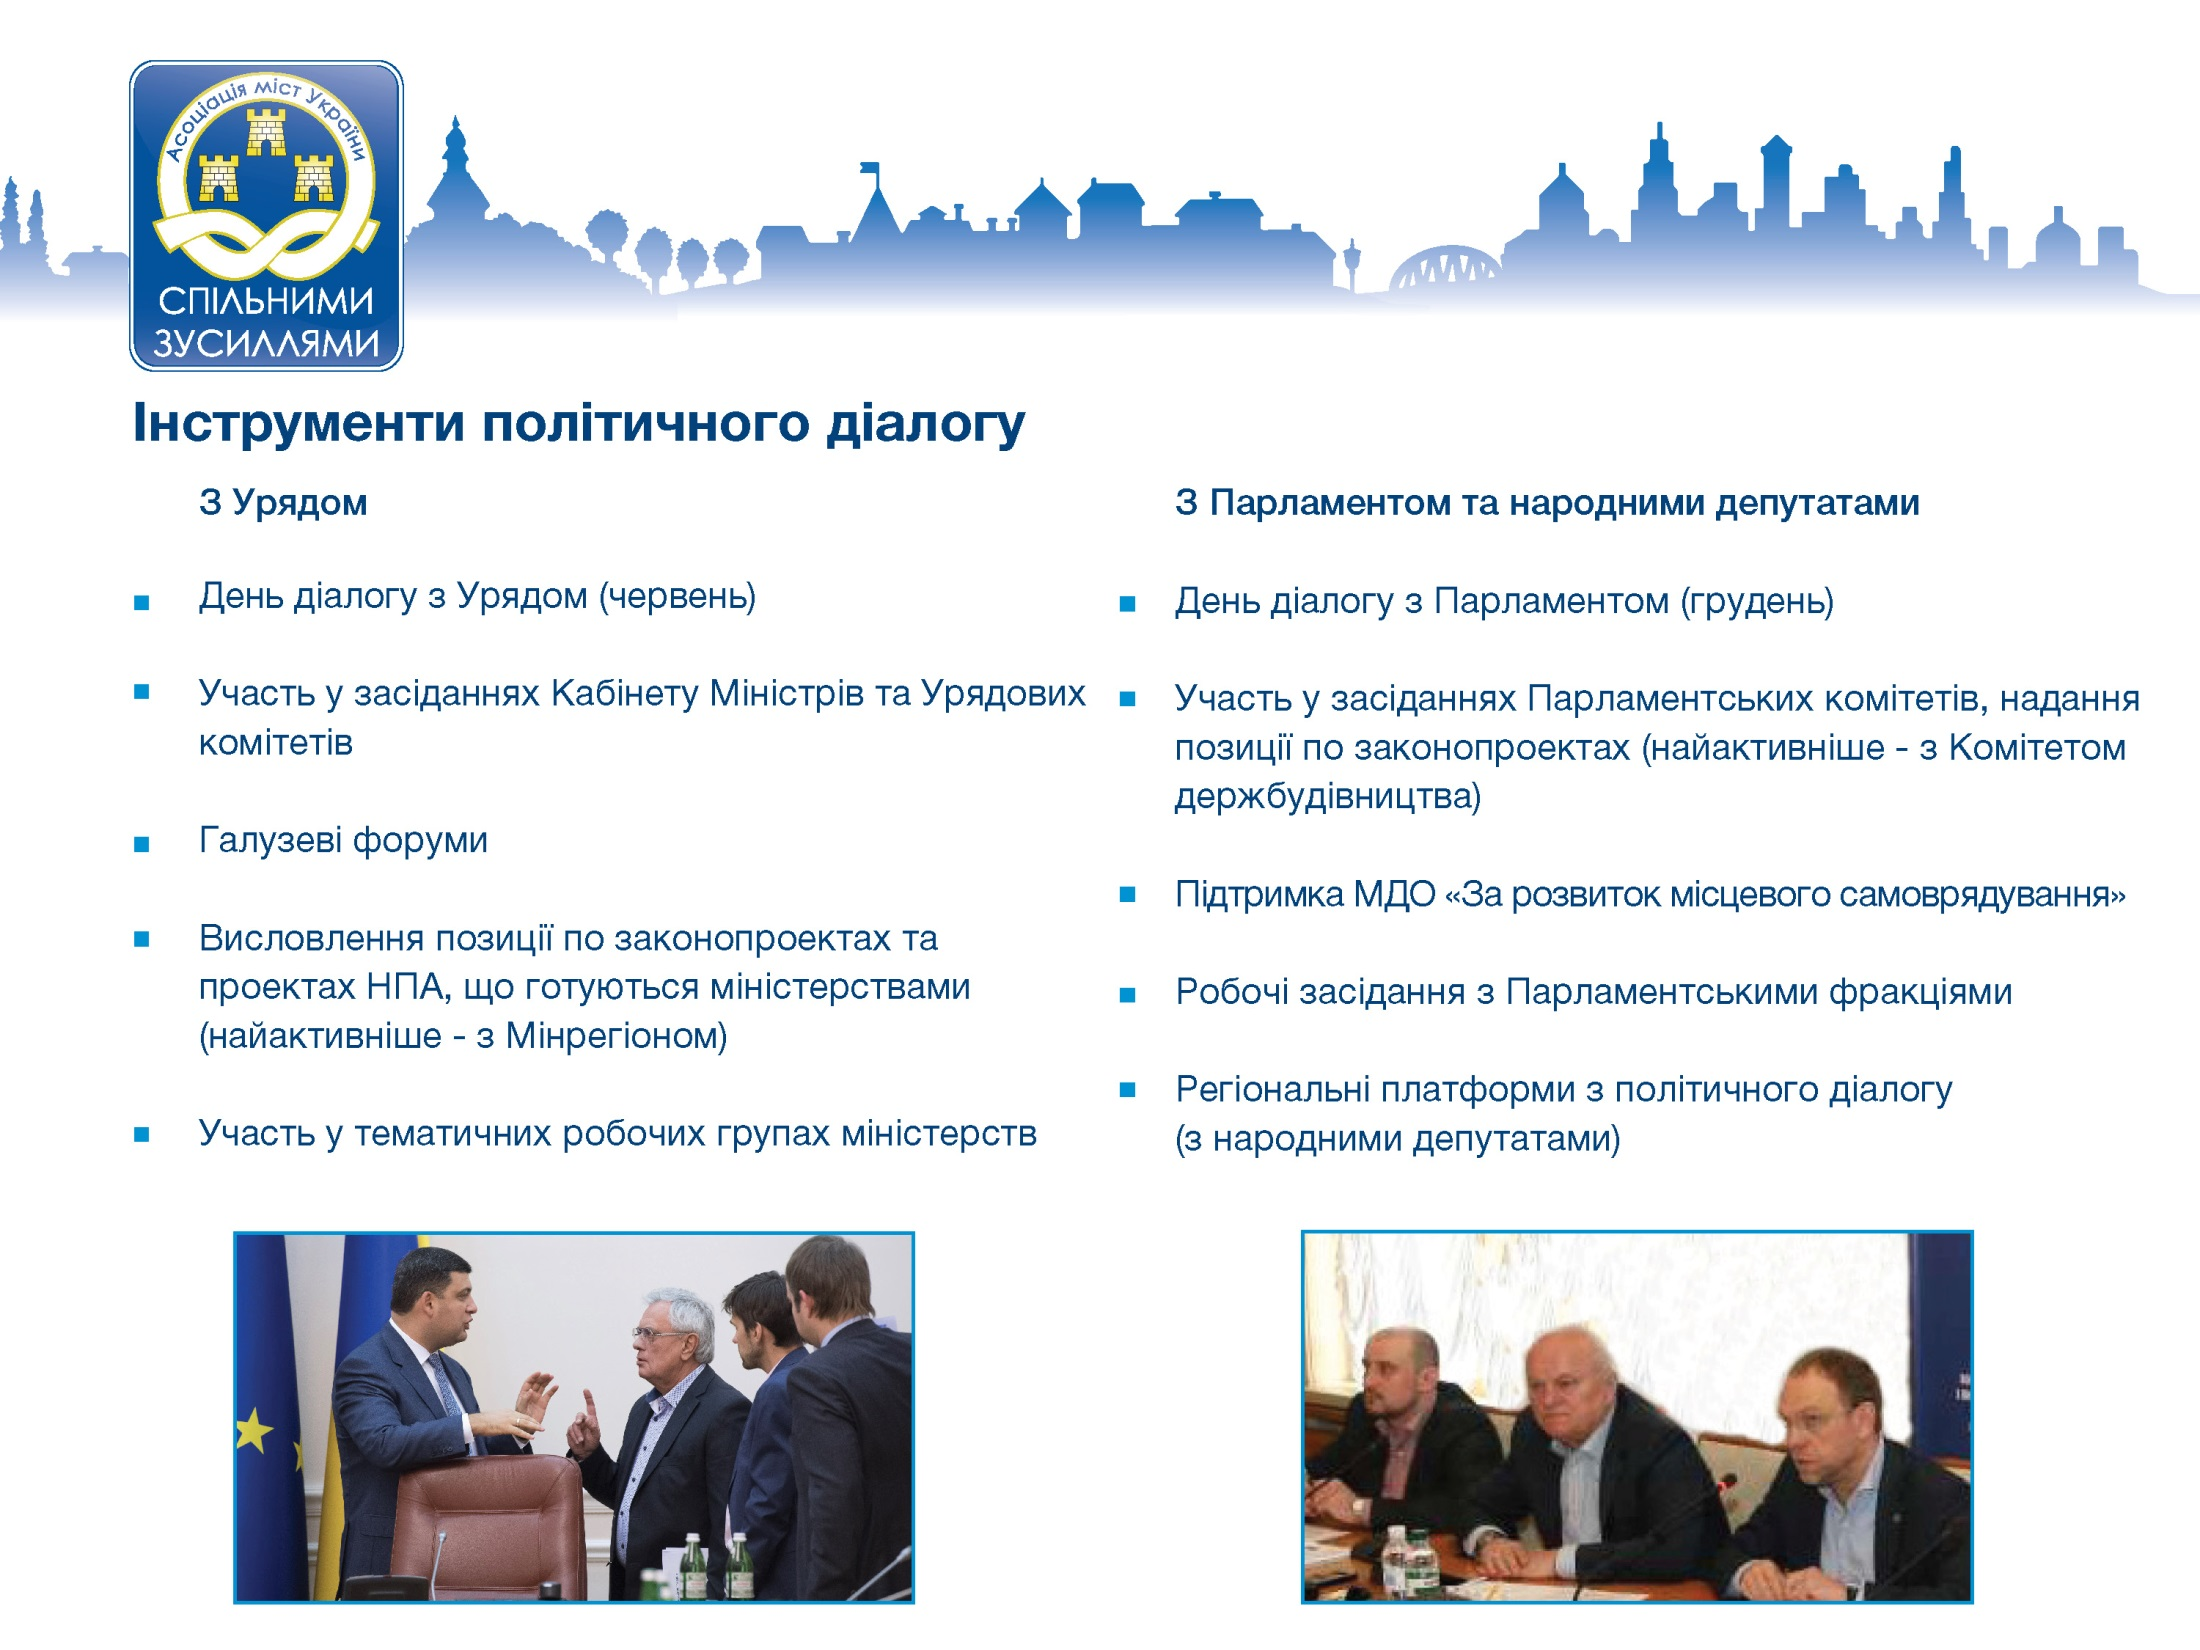 Асоціація міст України
СПІЛЬНИМИ
ЗУСИЛЛЯМИ
Інструменти політичного діалогу
З Урядом
День діалогу з Урядом (червень)
Участь у засіданнях Кабінету Міністрів та Урядових
комітетів
Галузеві форуми
Висловлення позиції по законопроектах та
проектах НПА, що готуються міністерствами
(найактивніше - з Мінрегіоном)
Участь у тематичних робочих групах міністерств
З Парламентом та народними депутатами
День діалогу з Парламентом (грудень)
Участь у засіданнях Парламентських комітетів, надання
позиції по законопроектах (найактивніше - з Комітетом
держбудівництва)
Підтримка МДО «За розвиток місцевого самоврядування»
Робочі засідання з Парламентськими фракціями
Регіональні платформи з політичного діалогу
(з народними депутатами)